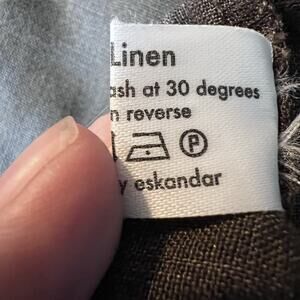 Linen
ash at 30 degrees
n reverse
P
y eskandar